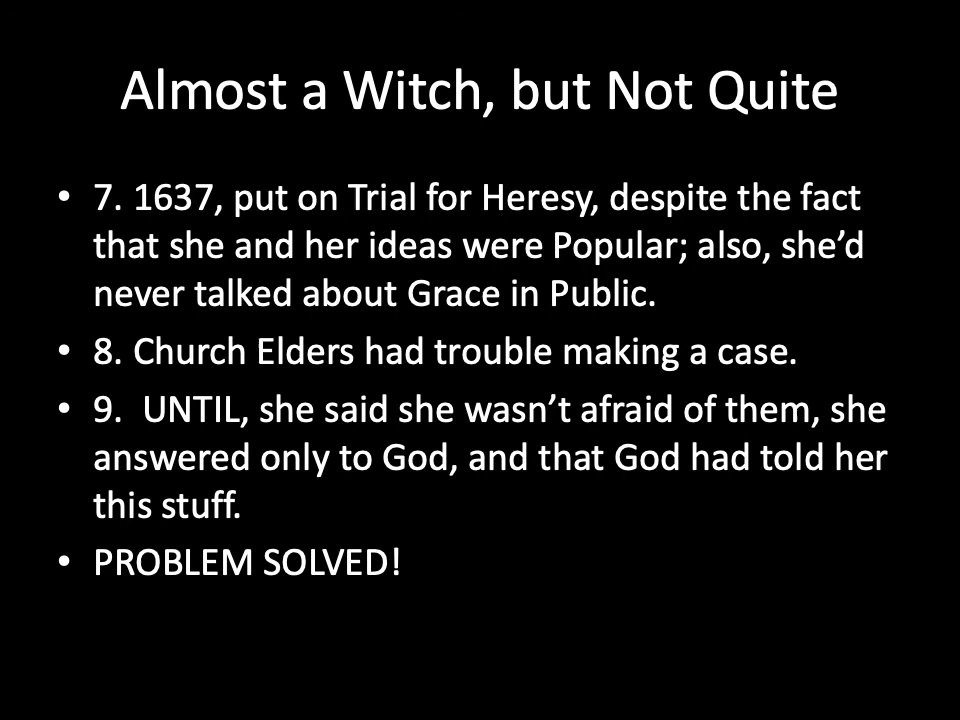 Almost a Witch, but Not Quite
• 7. 1637, put on Trial for Heresy, despite the fact
that she and her ideas were Popular; also, she’d
never talked about Grace in Public.
• 8. Church Elders had trouble making a case.
• 9.  UNTIL, she said she wasn’t afraid of them, she
answered only to God, and that God had told her
this stuff.
• PROBLEM SOLVED!